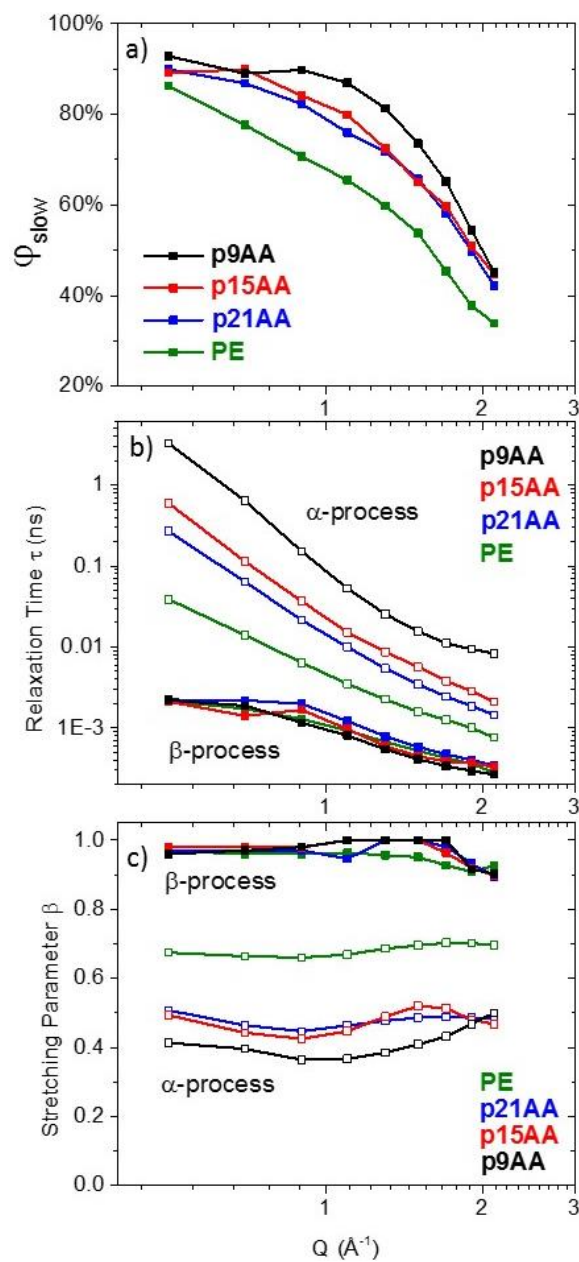 a)
100%
80%
60%
40%
20%
φslow
p9AA
p15AA
p21AA
PE
1
2
3
b)
1
0.1
0.01
1E-3
Relaxation Time τ (ns)
p9AA
p15AA
p21AA
PE
α-process
β-process
1
2
3
c)
1.0
0.8
0.6
0.4
0.2
0.0
Stretching Parameter β
β-process
α-process
PE
p21AA
p15AA
p9AA
1
2
3
Q (Å⁻¹)